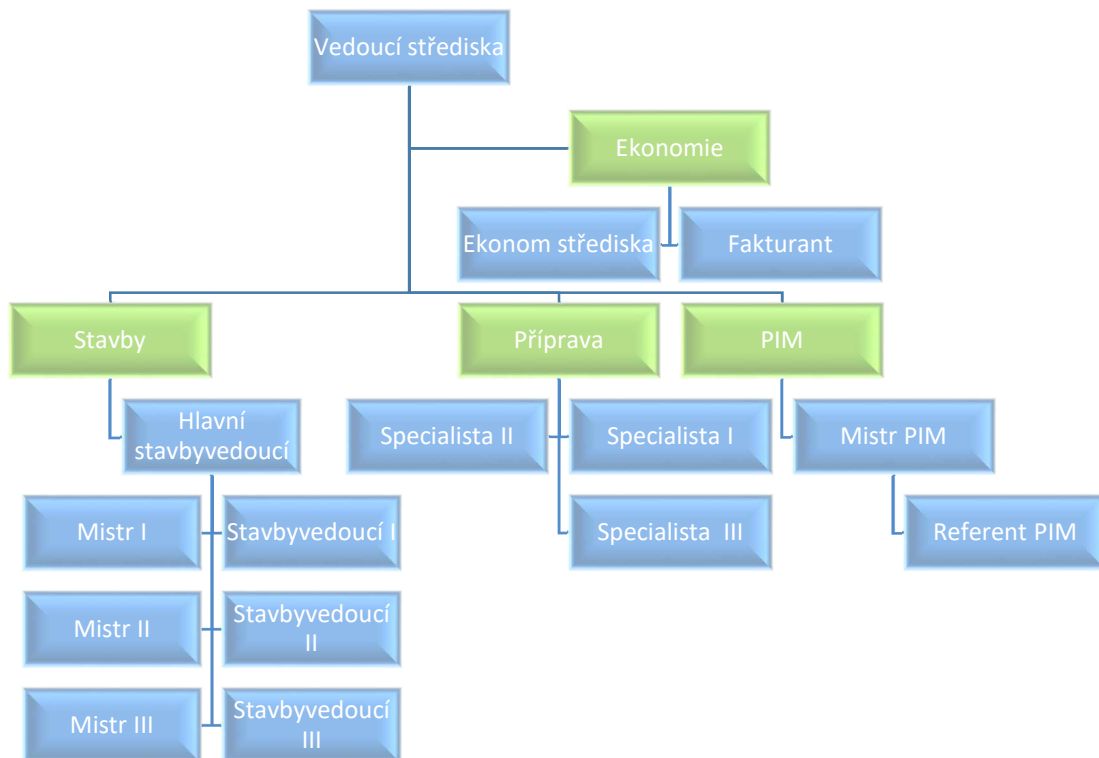 Vedoucí střediska
Ekonomie
Ekonom střediska
Fakturant
Stavby
Příprava
PIM
Hlavní
stavbyvedoucí
Specialista II
Specialista I
Mistr PIM
Mistr I
Stavbyvedoucí I
Specialista  III
Referent PIM
Mistr II
Stavbyvedoucí
II
Mistr III
Stavbyvedoucí
III